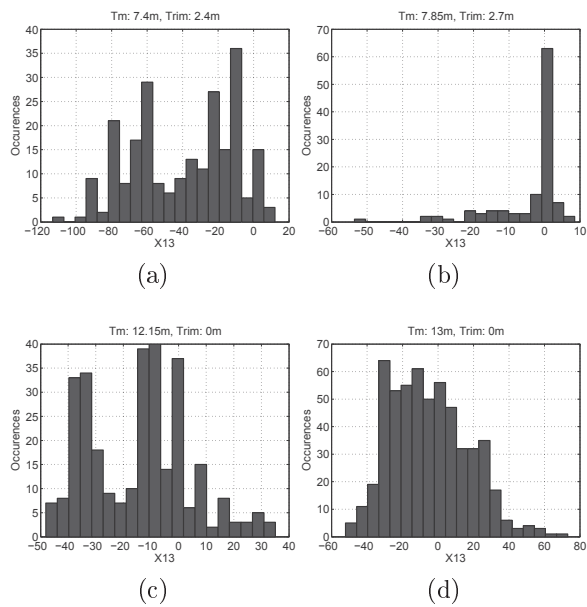 Tm: 7.4m, Trim: 2.4m
40
35
30
25
20
15
10
5
0
Occurences
−120 −100 −80 −60 −40 −20 0 20
X13
(a)
Tm: 7.85m, Trim: 2.7m
70
60
50
40
30
20
10
0
Occurences
−60 −50 −40 −30 −20 −10 0 10
X13
(b)
Tm: 12.15m, Trim: 0m
40
35
30
25
20
15
10
5
0
Occurences
−50 −40 −30 −20 −10 0 10 20 30 40
X13
(c)
Tm: 13m, Trim: 0m
70
60
50
40
30
20
10
0
Occurences
−60 −40 −20 0 20 40 60 80
X13
(d)